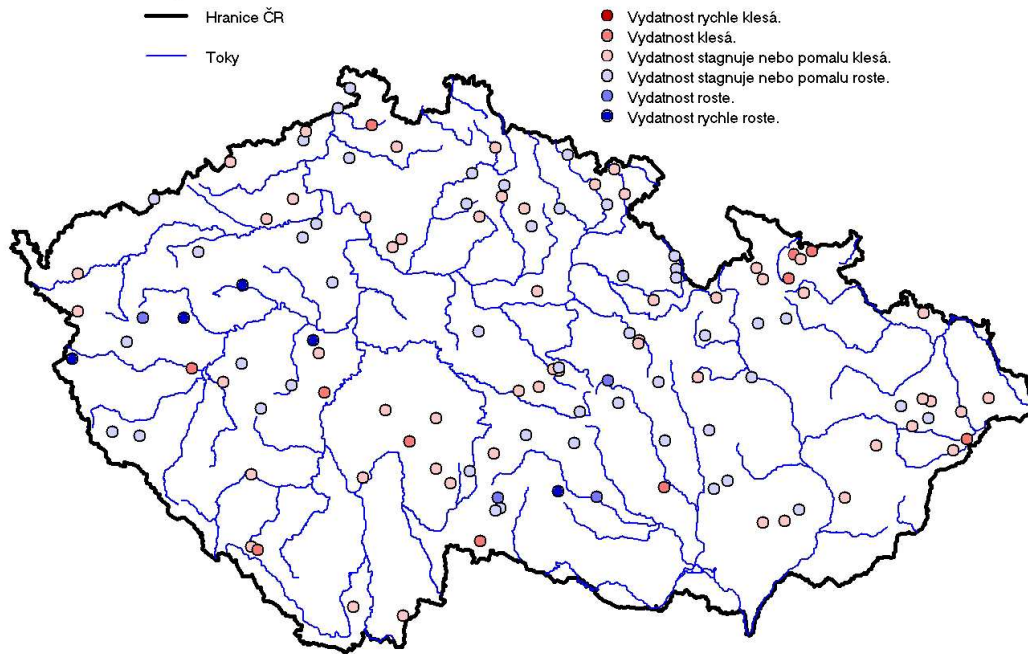 Hranice ČR
Toky
Vydatnost rychle klesá.
Vydatnost klesá.
Vydatnost stagnuje nebo pomalu klesá.
Vydatnost stagnuje nebo pomalu roste.
Vydatnost roste.
Vydatnost rychle roste.